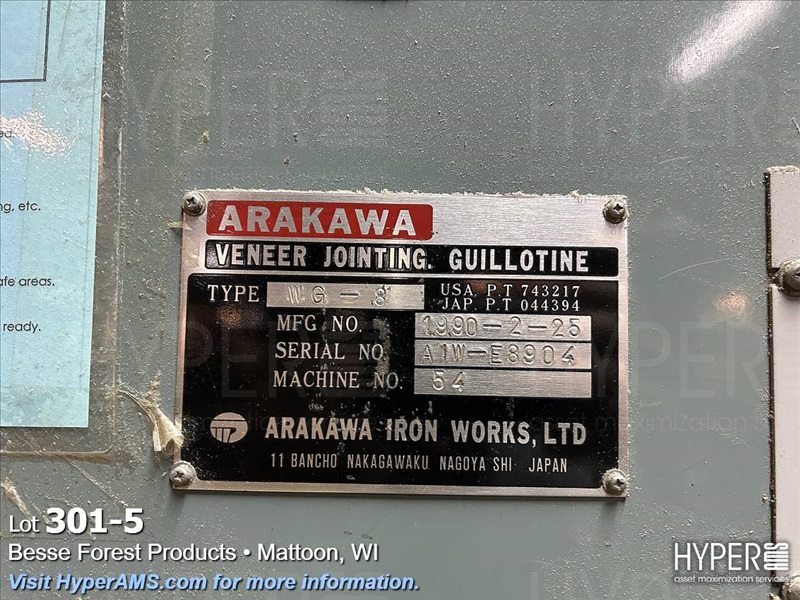 ng, etc.
afe areas.
ready.
ARAKAWA
VENEER JOINTING. GUILLOTINE
TYPE WG-8 USA P.T 743217
JAP. P.T 044394
MFG NO. 1990-2-25
SERIAL NO. A1W-E8904
MACHINE NO. 54
ARAKAWA IRON WORKS, LTD
11 BANCHO NAKAGAWAKU NAGOYA SHI JAPAN
Lot 301-5
Besse Forest Products • Mattoon, WI
Visit HyperAMS.com for more information.
HYPER AMS
asset maximization services